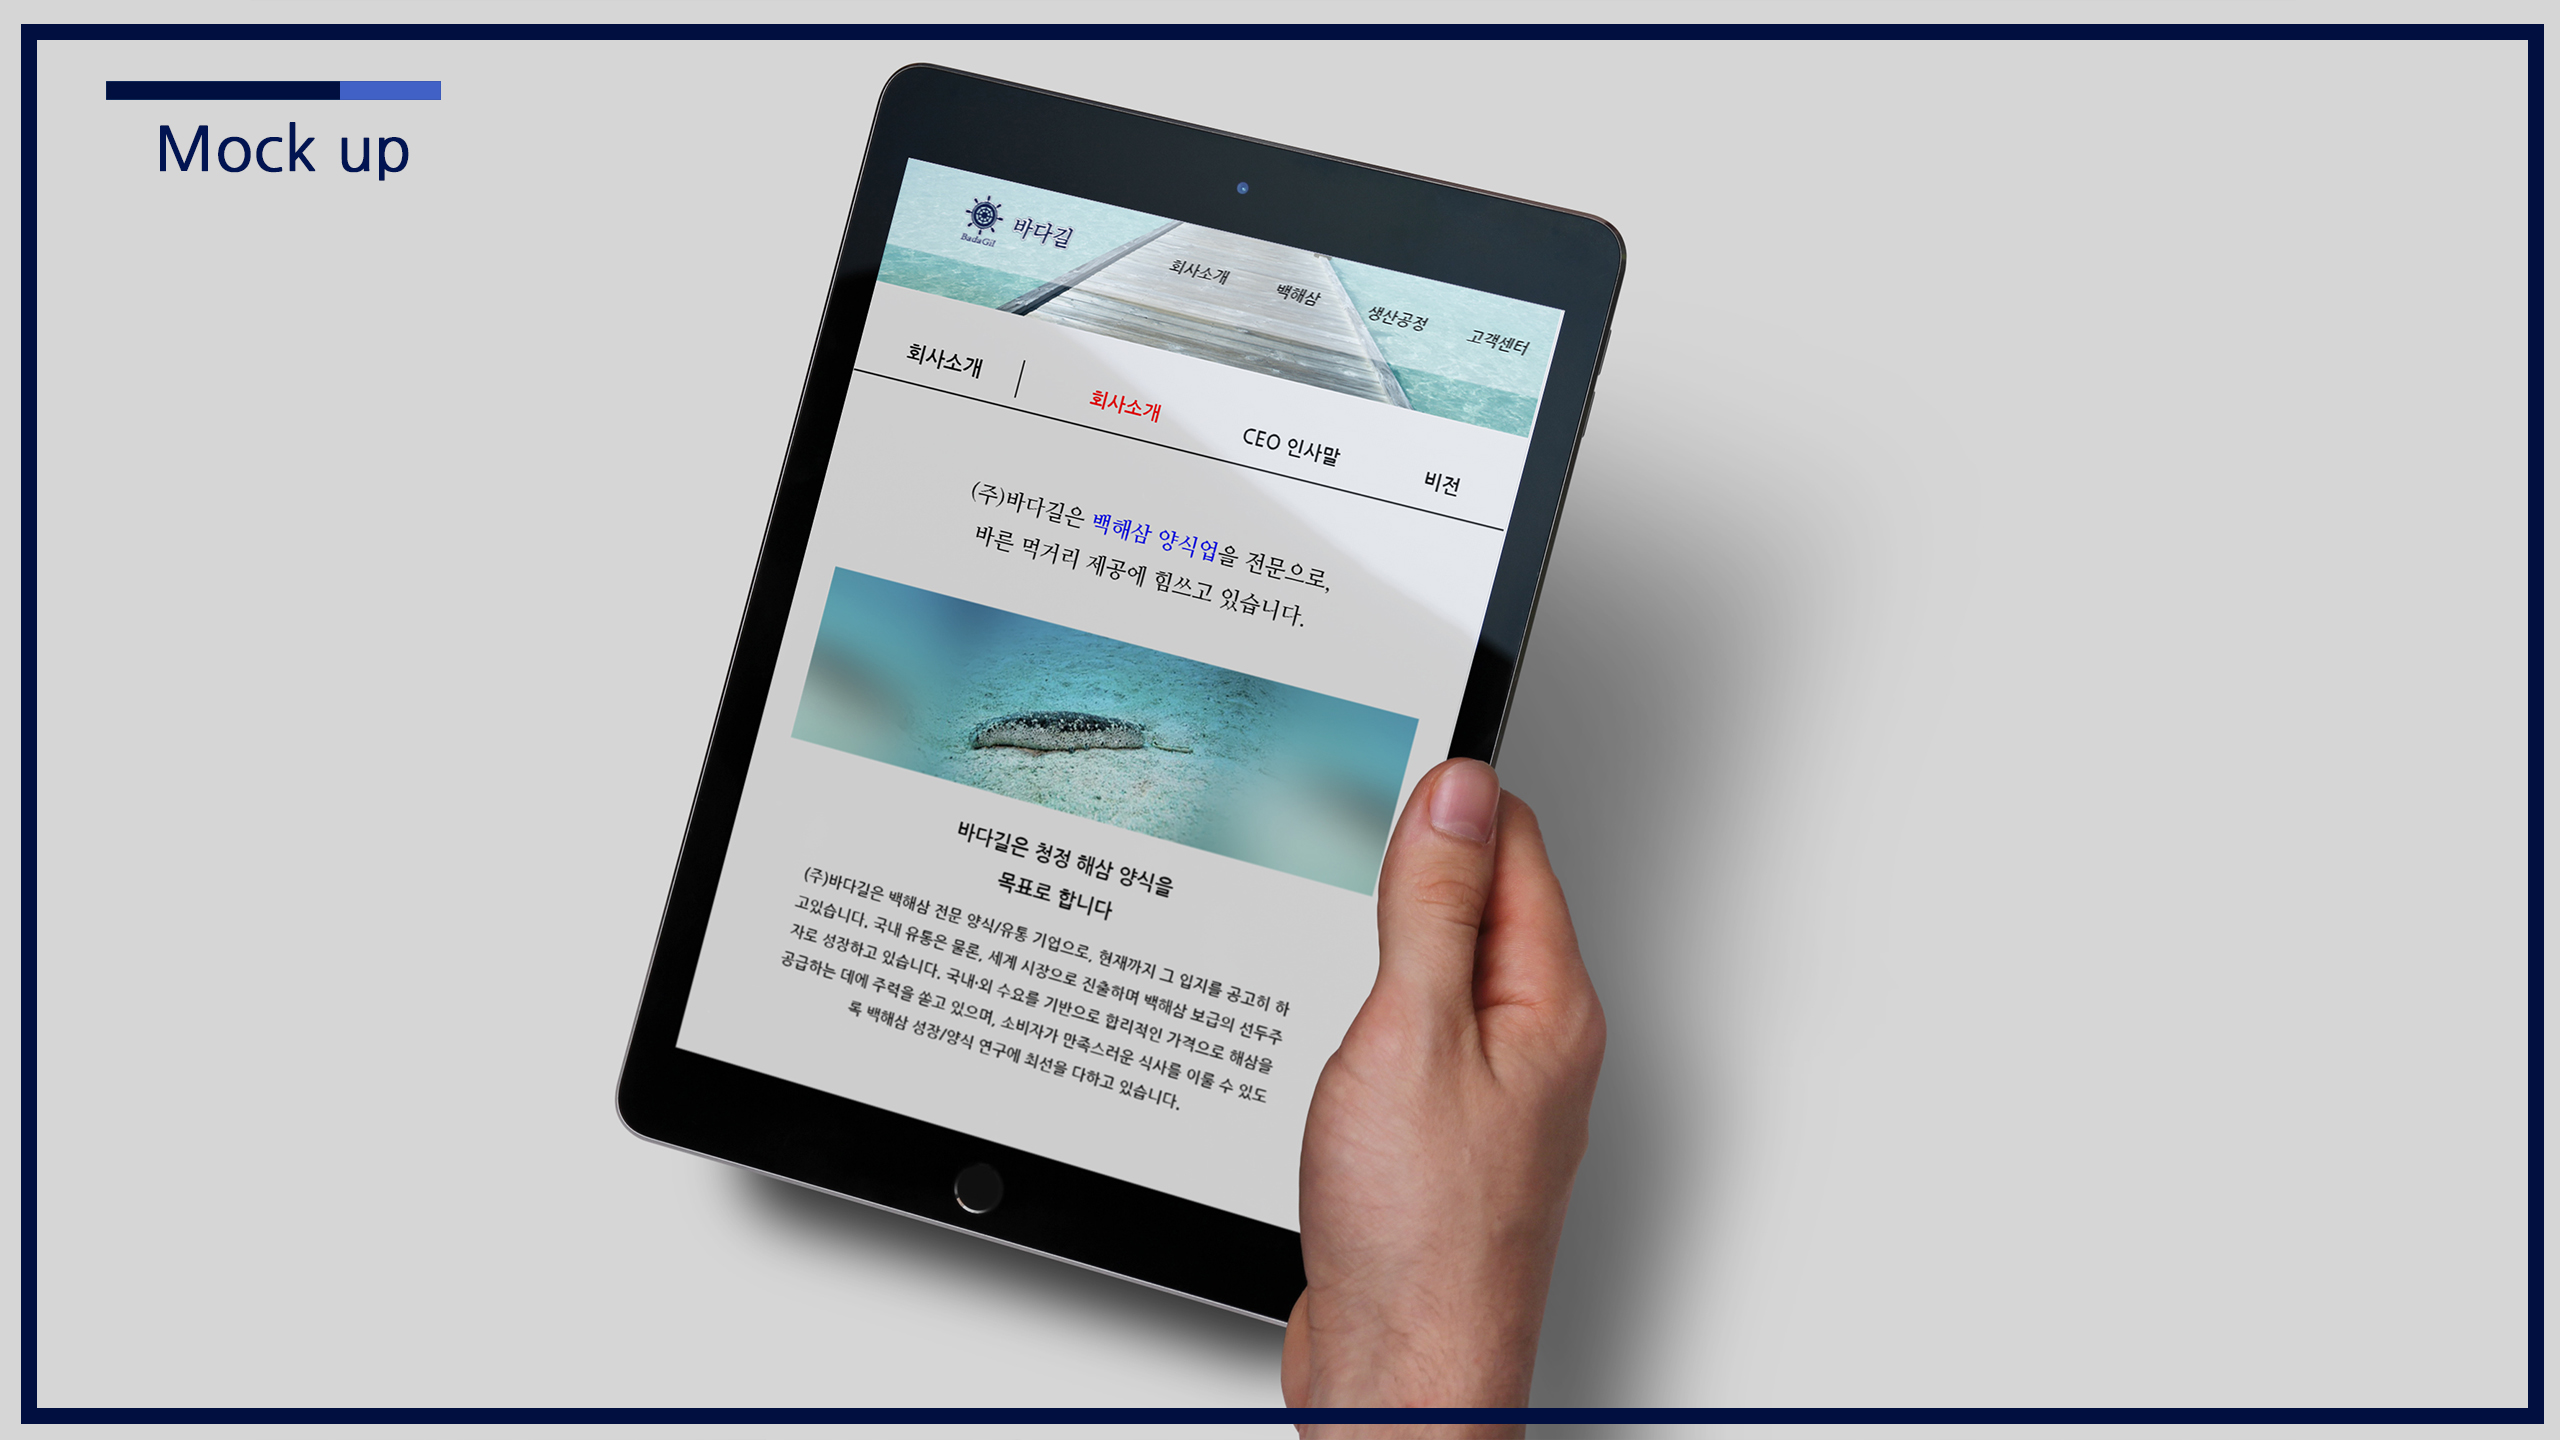 Mock up
BadaGil
바다길
회사소개 백해삼 생산공정 고객센터
회사소개
회사소개 CEO 인사말 비전
(주)바다길은 백해삼 양식업을 전문으로,
바른 먹거리 제공에 힘쓰고 있습니다.
바다길은 청정 해삼 양식을
목표로 합니다
(주)바다길은 백해삼 전문 양식/유통 기업으로, 현재까지 그 입지를 공고히 하
고있습니다. 국내 유통은 물론, 세계 시장으로 진출하며 백해삼 보급의 선두주
자로 성장하고 있습니다. 국내·외 수요를 기반으로 합리적인 가격으로 해삼을
공급하는 데에 주력을 쏟고 있으며, 소비자가 만족스러운 식사를 이룰 수 있도
록 백해삼 성장/양식 연구에 최선을 다하고 있습니다.